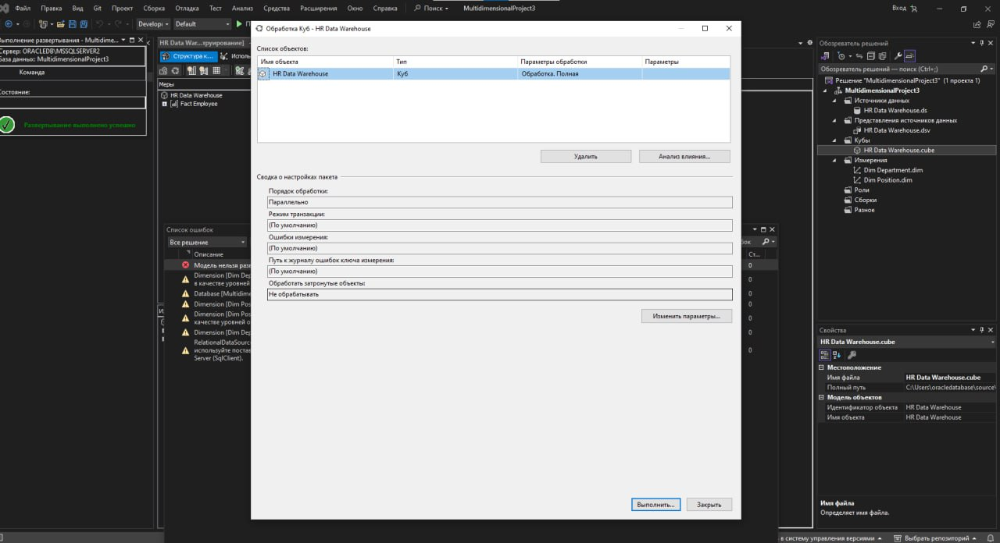 Файл Правка Вид Git Проект Сборка Отладка Тест Анализ Средства Расширения Окно Справка Поиск MultidimensionalProject3 Вход
Developi Default
Выполнение развертывания - Multidime...
Сервер: ORACLEDB\MSSQLSERVER2
База данных: MultidimensionalProject3
Команда
Состояние:
Развертывание выполнено успешно
HR Data War...труирование]
Структура к...
Меры
HR Data Warehouse
Fact Employee
Список ошибок
Все решение
Описание
Модель нельзя
Dimension [Dim
в качестве уровней
Database [Multidim
Dimension [Dim
Dimension [Dim
качестве уровней
Dimension [Dim
RelationalDataSourc
используйте
Server (SqlClient).
Ст...
0
0
0
0
0
0
0
Обработка Куб - HR Data Warehouse
Список объектов:
Имя объекта Тип Параметры обработки Параметры
HR Data Warehouse Куб Обработка. Полная
Удалить Анализ влияния...
Сводка о настройках пакета
Порядок обработки:
Параллельно
Режим транзакции:
(По умолчанию)
Ошибки измерения:
(По умолчанию)
Путь к журналу ошибок ключа измерения:
(По умолчанию)
Обработать затронутые объекты:
Не обрабатывать
Изменить параметры...
Выполнить... Закрыть
Обозреватель решений
Обозреватель решений — поиск (Ctrl+;)
Решение "MultidimensionalProject3" (1 проекта 1)
MultidimensionalProject3
Источники данных
HR Data Warehouse.ds
Представления источников данных
HR Data Warehouse.dsv
Кубы
HR Data Warehouse.cube
Измерения
Dim Department.dim
Dim Position.dim
Роли
Сборки
Разное
Свойства
HR Data Warehouse.cube
Местоположение
Имя файла HR Data Warehouse.cube
Полный путь C:\Users\oracledatabase\source\
Модель объектов
Идентификатор объекта HR Data Warehouse
Имя объекта HR Data Warehouse
Имя файла
Определяет имя файла.
в систему управления версиями Выбрать репозиторий